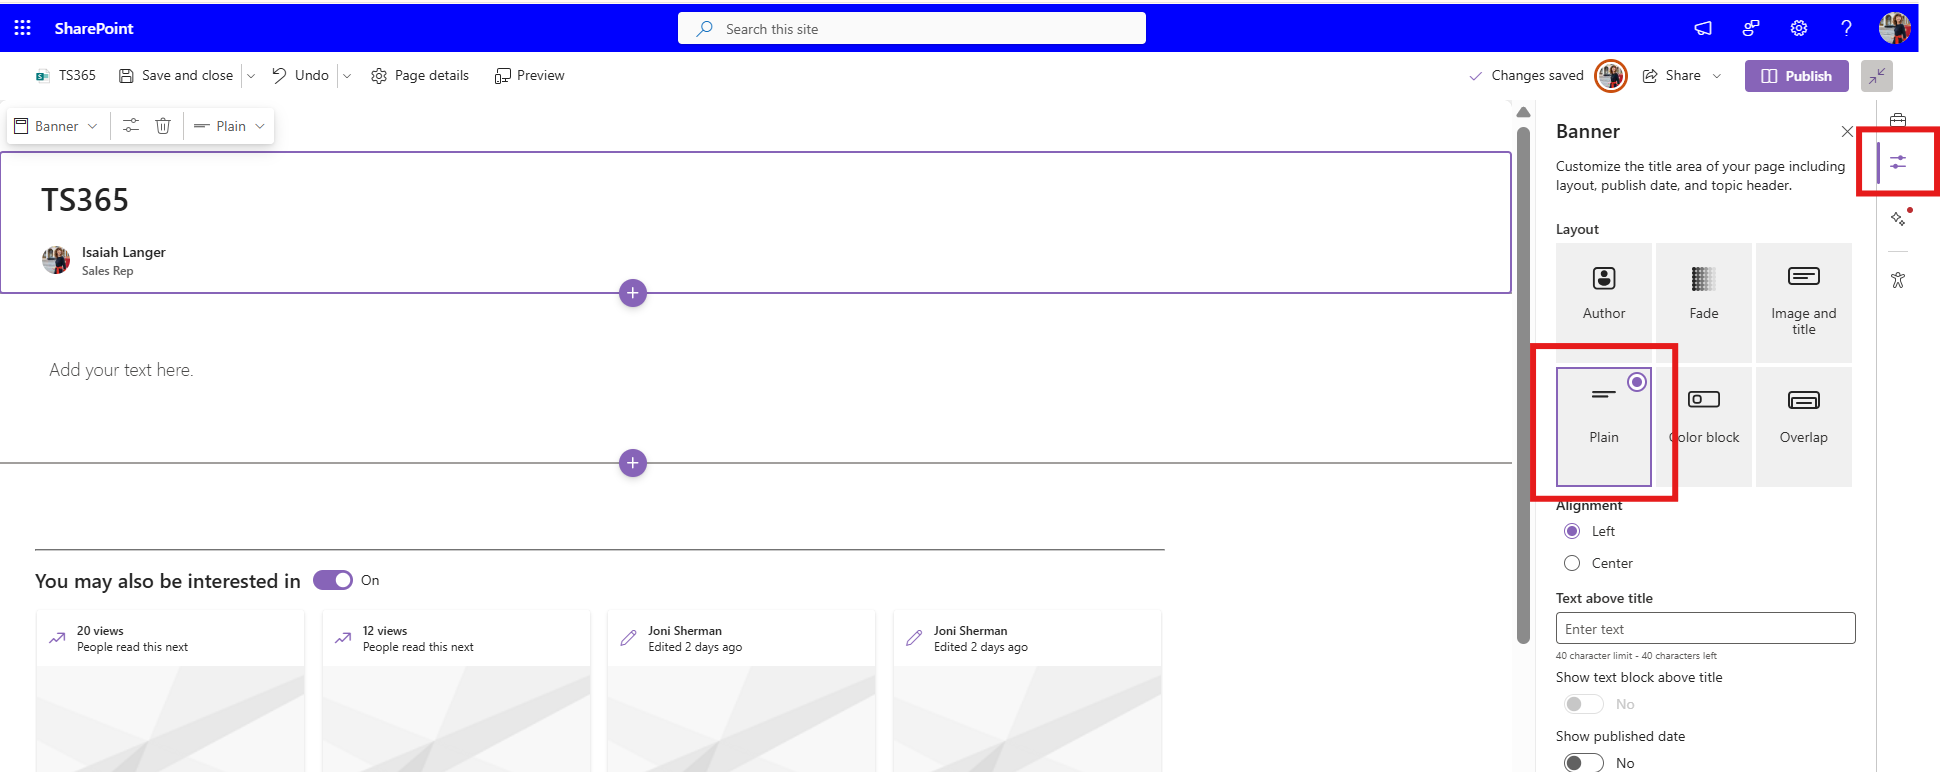 SharePoint
Search this site
TS365
Save and close
Undo
Page details
Preview
Changes saved
Share
Publish
Banner
Plain
TS365
Isaiah Langer
Sales Rep
Add your text here.
You may also be interested in
On
20 views
People read this next
12 views
People read this next
Joni Sherman
Edited 2 days ago
Joni Sherman
Edited 2 days ago
Banner
Customize the title area of your page including
layout, publish date, and topic header.
Layout
Author
Fade
Image and
title
Plain
Color block
Overlap
Alignment
Left
Center
Text above title
Enter text
40 character limit - 40 characters left
Show text block above title
No
Show published date
No